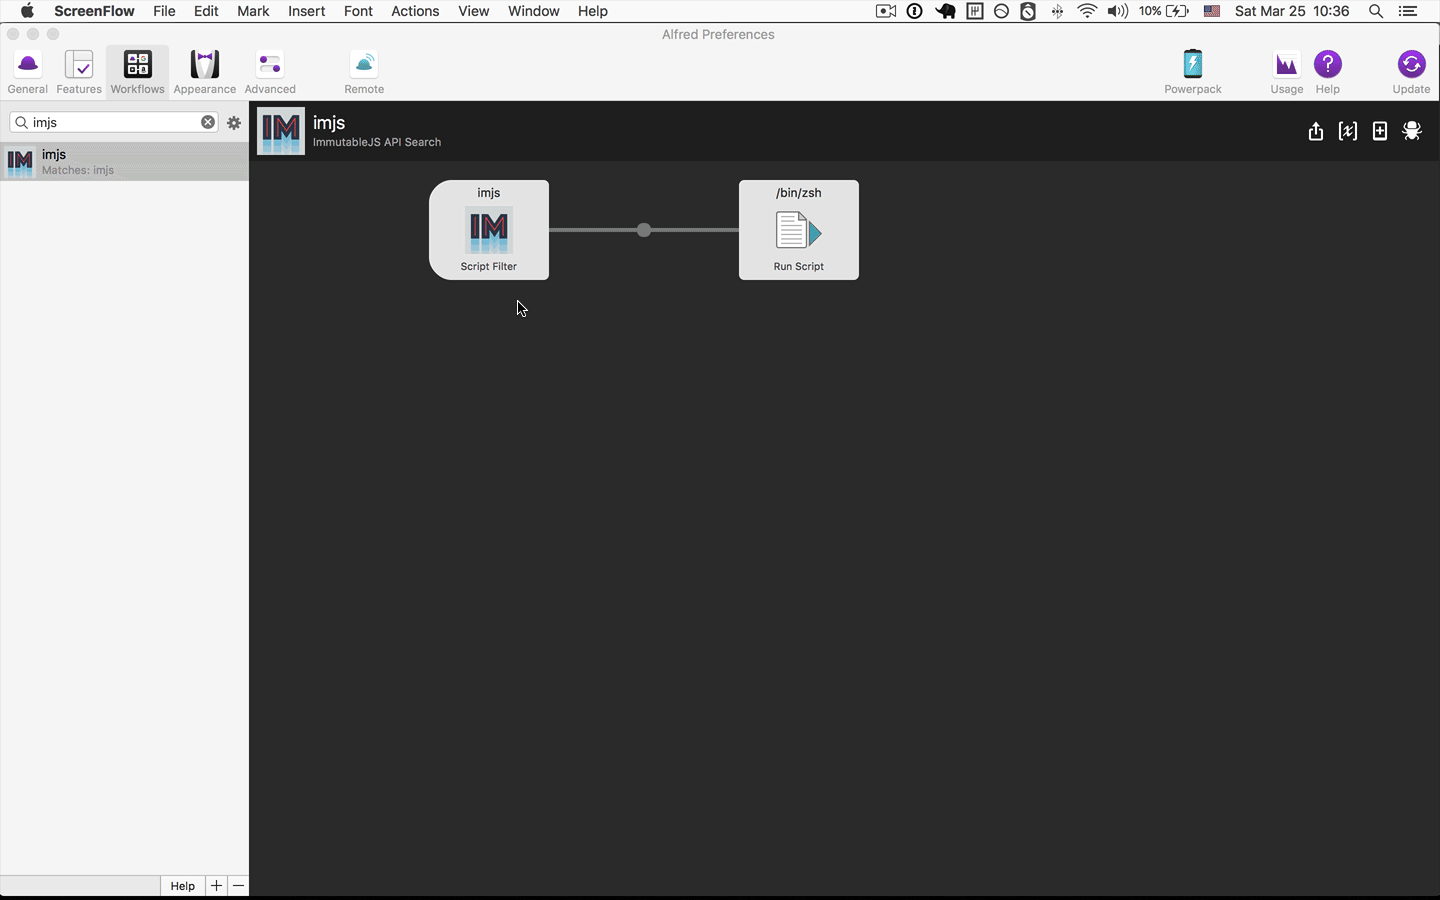 ScreenFlow File Edit Mark Insert Font Actions View Window Help 10% Sat Mar 25 10:36
Alfred Preferences
General Features Workflows Appearance Advanced Remote Powerpack Usage Help Update
imjs
imjs
Matches: imjs
IM
IM
imjs
ImmutableJS API Search
imjs
IM
Script Filter
/bin/zsh
Run Script
Help + −